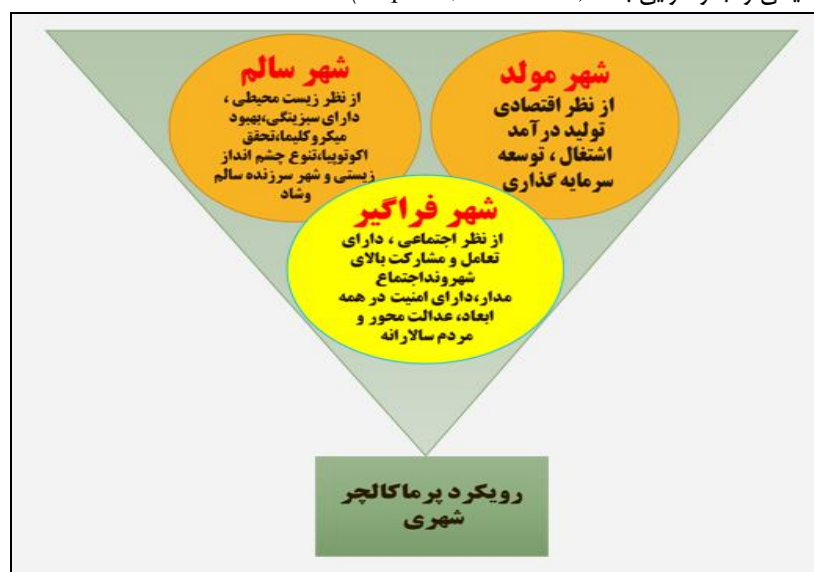 شهر مولد
از نظر اقتصادی
تولید درآمد
اشتغال ، توسعه
سرمایه گذاری
شهر سالم
از نظر زیست محیطی ،
دارای سبزینگی،بهبود
میکروکلیما،تحقق
اکوتوپیا،تنوع چشم انداز
زیستی و شهر سرزنده سالم
وشاد
شهر فراگیر
از نظر اجتماعی ، دارای
تعامل و مشارکت بالای
شهرونداجتماع
مدار،دارای امنیت در همه
ابعاد، عدالت محور و
مردم سالارانه
رویکرد پرماکالچر
شهری